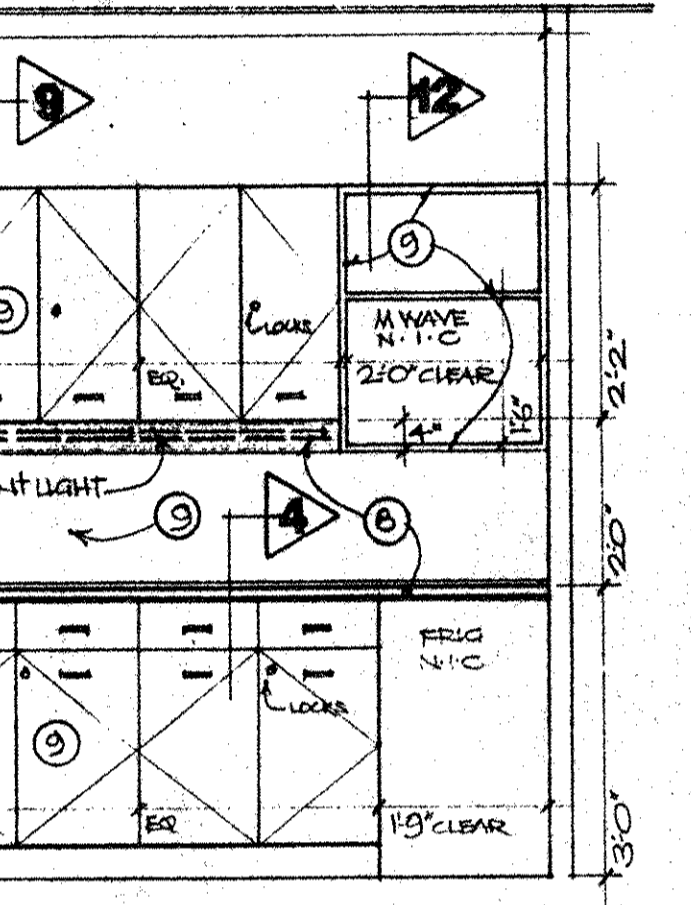 9
12
9
9
LOCKS
M WAVE
N.I.C
2'-0" CLEAR
EQ.
2'-2"
4"
1'-6"
NT LIGHT
9
4
8
2'-0"
FRIG
N.I.C
LOCKS
9
EQ
1'-9" CLEAR
3'-0"